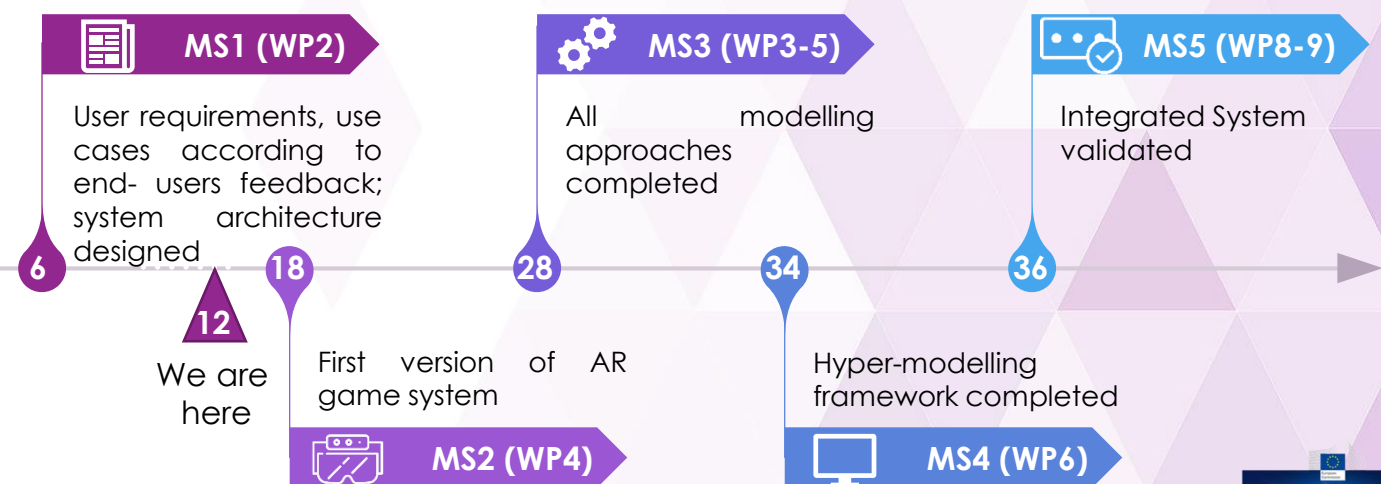 MS1 (WP2)
MS3 (WP3-5)
MS5 (WP8-9)
User requirements, use
cases according to
end- users feedback;
system architecture
designed
All modelling
approaches
completed
Integrated System
validated
6
18
28
34
36
12
We are
here
First version of AR
game system
Hyper-modelling
framework completed
MS2 (WP4)
MS4 (WP6)